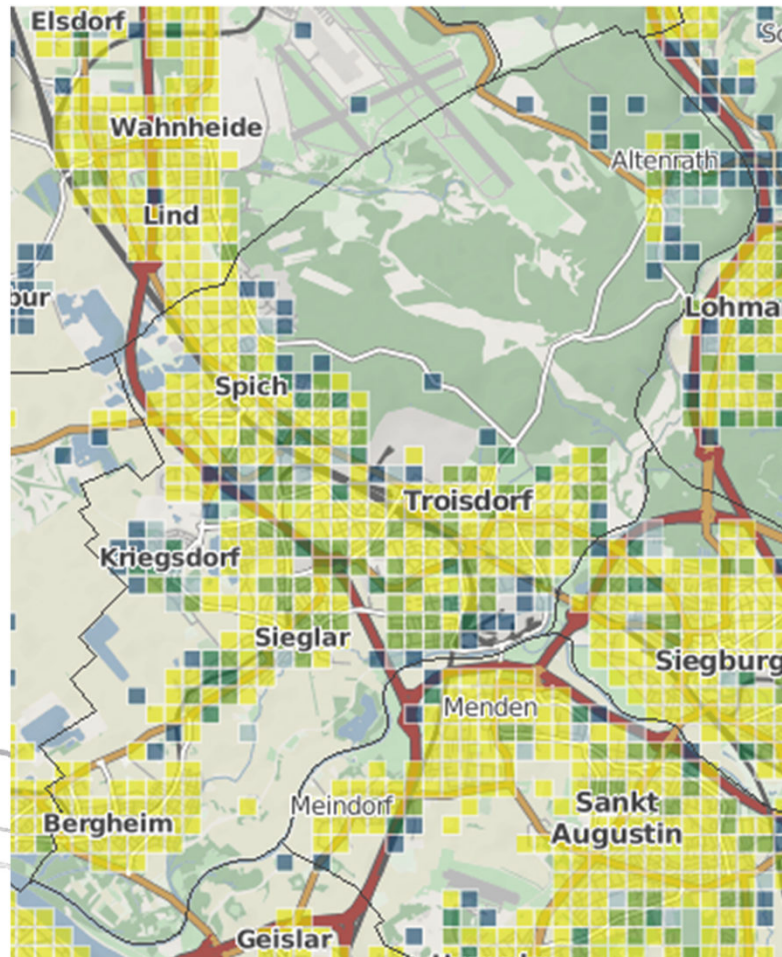 Elsdorf
Wahnheide
Altenrath
Lind
Lohma
Spich
Troisdorf
Kriegsdorf
Sieglar
Siegburg
Menden
Meindorf
Sankt
Augustin
Bergheim
Geislar